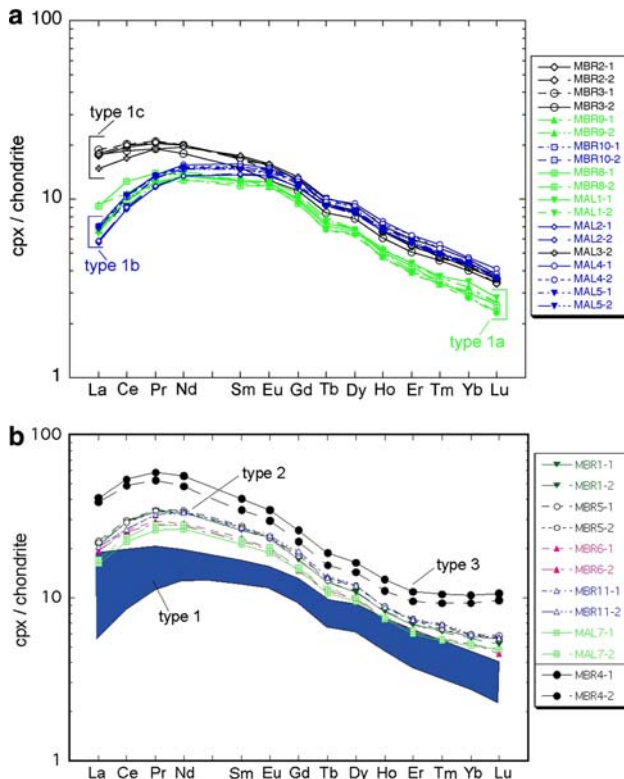 a
100
10
1
cpx / chondrite
type 1c
type 1b
type 1a
La Ce Pr Nd Sm Eu Gd Tb Dy Ho Er Tm Yb Lu
MBR2-1
MBR2-2
MBR3-1
MBR3-2
MBR9-1
MBR9-2
MBR10-1
MBR10-2
MBR8-1
MBR8-2
MAL1-1
MAL1-2
MAL2-1
MAL2-2
MAL3-2
MAL4-1
MAL4-2
MAL5-1
MAL5-2
b
100
10
1
cpx / chondrite
type 2
type 3
type 1
La Ce Pr Nd Sm Eu Gd Tb Dy Ho Er Tm Yb Lu
MBR1-1
MBR1-2
MBR5-1
MBR5-2
MBR6-1
MBR6-2
MBR11-1
MBR11-2
MAL7-1
MAL7-2
MBR4-1
MBR4-2